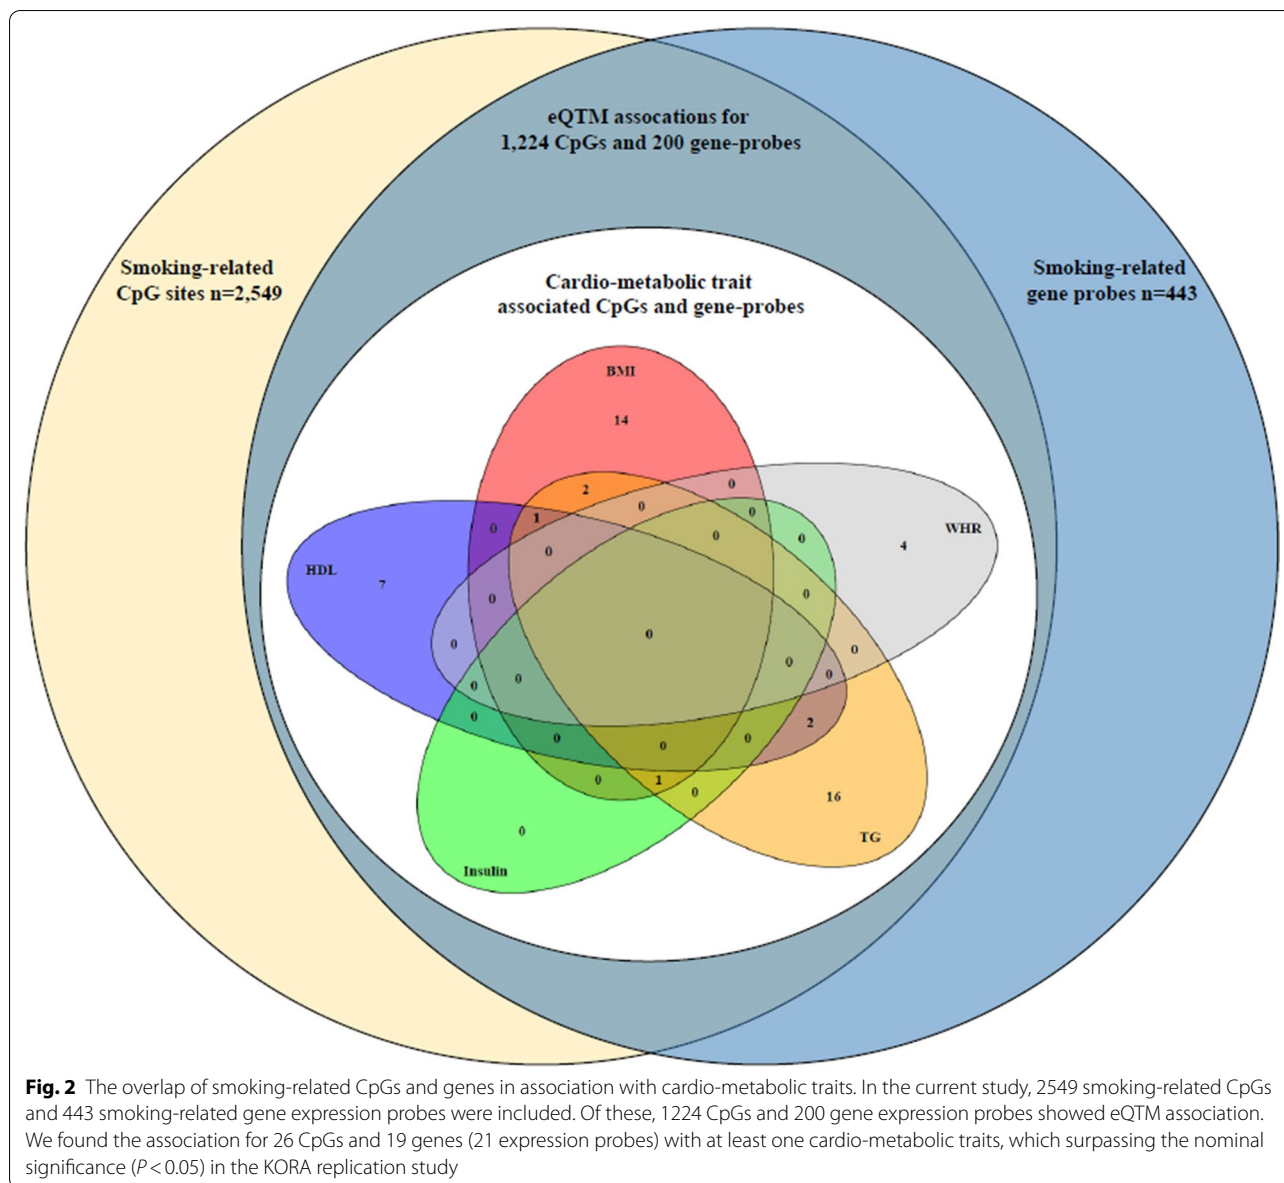 eQTM assocations for
1,224 CpGs and 200 gene-probes
Smoking-related
CpG sites n=2,549
Smoking-related
gene probes n=443
Cardio-metabolic trait
associated CpGs and gene-probes
BMI
14
0
2
0
0
WHR
1
0
0
0
4
0
HDL
7
0
0
0
0
0
0
0
0
0
0
0
0
2
0
0
0
0
1
0
16
0
TG
Insulin
Fig. 2 The overlap of smoking-related CpGs and genes in association with cardio-metabolic traits. In the current study, 2549 smoking-related CpGs
and 443 smoking-related gene expression probes were included. Of these, 1224 CpGs and 200 gene expression probes showed eQTM association.
We found the association for 26 CpGs and 19 genes (21 expression probes) with at least one cardio-metabolic traits, which surpassing the nominal
significance (P < 0.05) in the KORA replication study